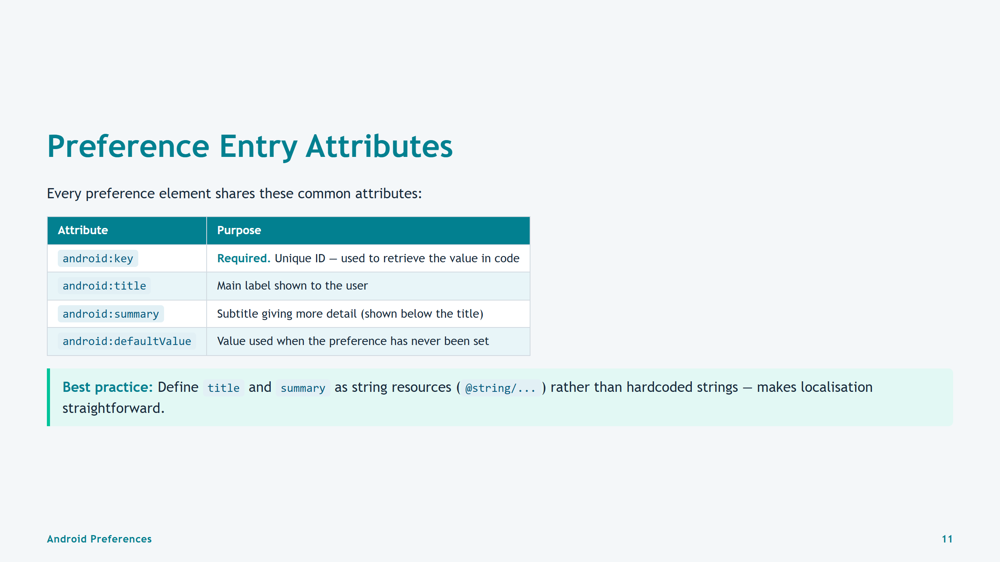 Preference Entry Attributes
Every preference element shares these common attributes:
Attribute Purpose
android:key Required. Unique ID — used to retrieve the value in code
android:title Main label shown to the user
android:summary Subtitle giving more detail (shown below the title)
android:defaultValue Value used when the preference has never been set
Best practice: Define title and summary as string resources (@string/...) rather than hardcoded strings — makes localisation
straightforward.
Android Preferences 11